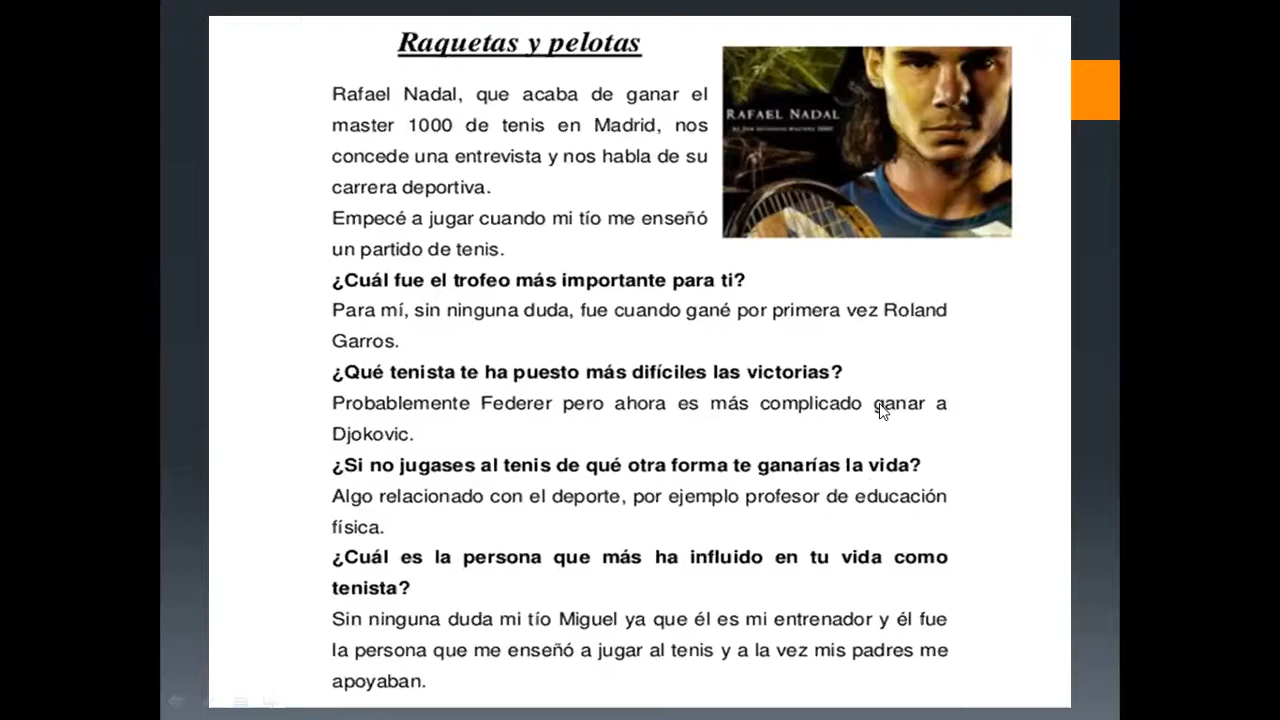 Raquetas y pelotas
Rafael Nadal, que acaba de ganar el
master 1000 de tenis en Madrid, nos
concede una entrevista y nos habla de su
carrera deportiva.
Empecé a jugar cuando mi tío me enseñó
un partido de tenis.
RAFAEL NADAL
¿Cuál fue el trofeo más importante para ti?
Para mí, sin ninguna duda, fue cuando gané por primera vez Roland
Garros.
¿Qué tenista te ha puesto más difíciles las victorias?
Probablemente Federer pero ahora es más complicado ganar a
Djokovic.
¿Si no jugases al tenis de qué otra forma te ganarías la vida?
Algo relacionado con el deporte, por ejemplo profesor de educación
física.
¿Cuál es la persona que más ha influido en tu vida como
tenista?
Sin ninguna duda mi tío Miguel ya que él es mi entrenador y él fue
la persona que me enseñó a jugar al tenis y a la vez mis padres me
apoyaban.